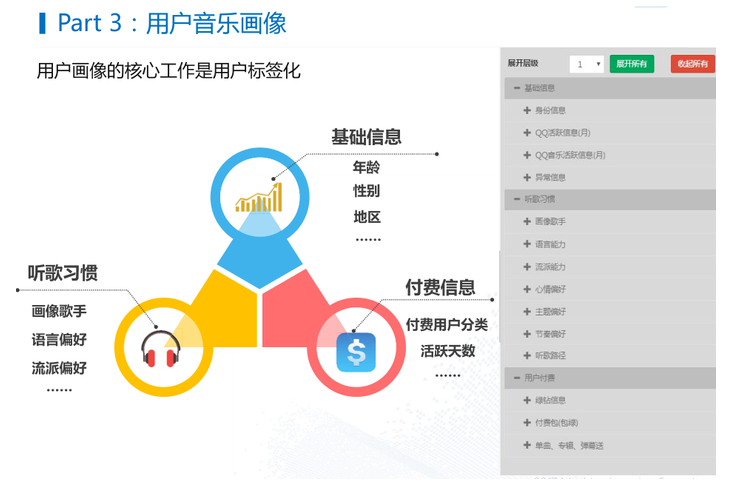 Part 3：用户音乐画像
用户画像的核心工作是用户标签化
基础信息
年龄
性别
地区
......
听歌习惯
画像歌手
语言偏好
流派偏好
......
付费信息
付费用户分类
活跃天数
......
展开层级
1
展开所有
收起所有
基础信息
身份信息
QQ活跃信息(月)
QQ音乐活跃信息(月)
异常信息
听歌习惯
画像歌手
语言能力
流派能力
心情偏好
主题偏好
节奏偏好
听歌路径
用户付费
绿钻信息
付费包(包绿)
单曲、专辑、弹幕送